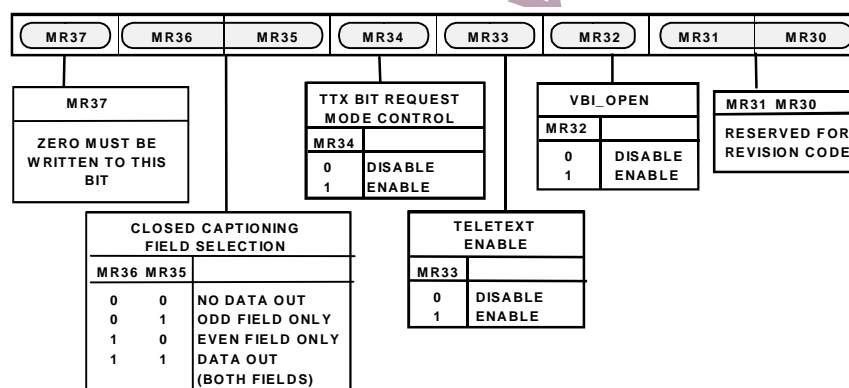 MR37 MR36 MR35 MR34 MR33 MR32 MR31 MR30
MR37
ZERO MUST BE
WRITTEN TO THIS
BIT
TTX BIT REQUEST
MODE CONTROL
MR34
0 DISABLE
1 ENABLE
VBI_OPEN
MR32
0 DISABLE
1 ENABLE
MR31 MR30
RESERVED FOR
REVISION CODE
CLOSED CAPTIONING
FIELD SELECTION
MR36 MR35
0 0 NO DATA OUT
0 1 ODD FIELD ONLY
1 0 EVEN FIELD ONLY
1 1 DATA OUT
(BOTH FIELDS)
TELETEXT
ENABLE
MR33
0 DISABLE
1 ENABLE